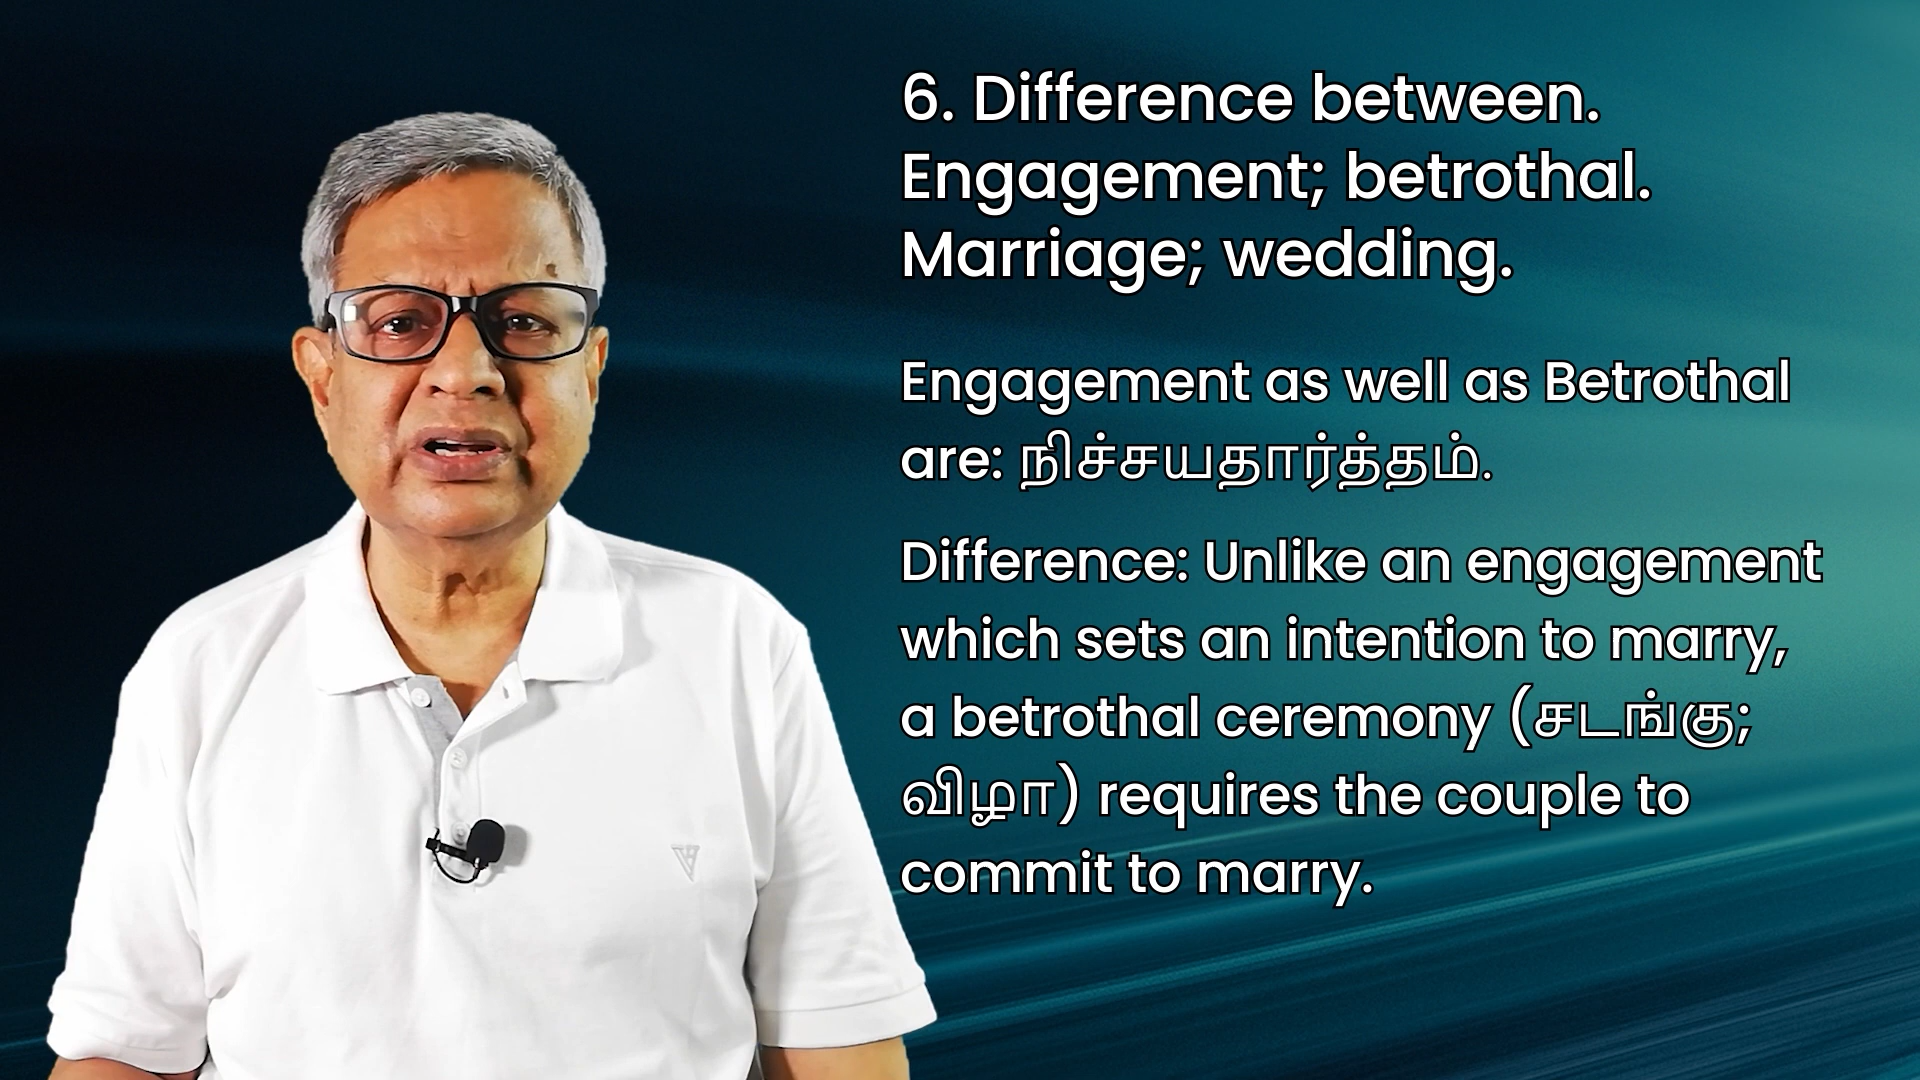 6. Difference between.
Engagement; betrothal.
Marriage; wedding.
Engagement as well as Betrothal
are: நிச்சயதார்த்தம்.
Difference: Unlike an engagement
which sets an intention to marry,
a betrothal ceremony (சடங்கு;
விழா) requires the couple to
commit to marry.